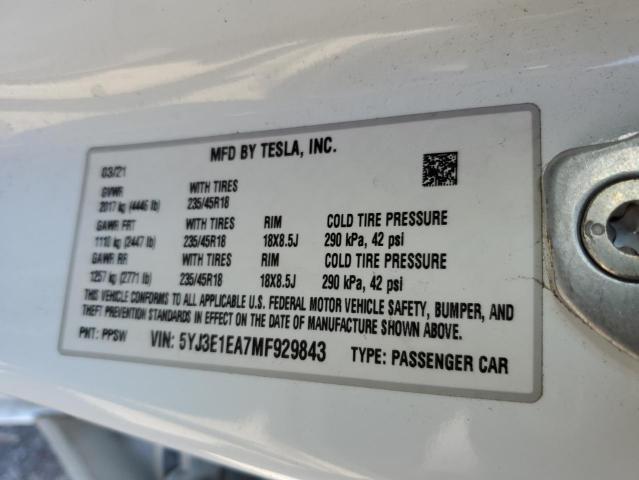 MFD BY TESLA, INC.
03/21
GVWR WITH TIRES
2017 kg (4446 lb) 235/45R18
GAWR FRT WITH TIRES RIM COLD TIRE PRESSURE
1110 kg (2447 lb) 235/45R18 18X8.5J 290 kPa, 42 psi
GAWR RR WITH TIRES RIM COLD TIRE PRESSURE
1257 kg (2771 lb) 235/45R18 18X8.5J 290 kPa, 42 psi
THIS VEHICLE CONFORMS TO ALL APPLICABLE U.S. FEDERAL MOTOR VEHICLE SAFETY, BUMPER, AND
THEFT PREVENTION STANDARDS IN EFFECT ON THE DATE OF MANUFACTURE SHOWN ABOVE.
PNT: PPSW VIN: 5YJ3E1EA7MF929843 TYPE: PASSENGER CAR